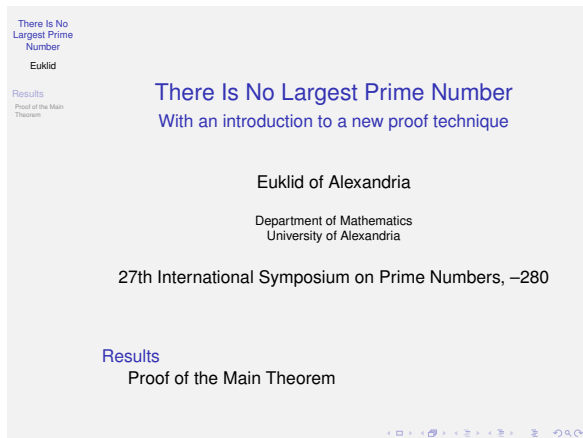 There Is No
Largest Prime
Number
Euklid
Results
Proof of the Main
Theorem
There Is No Largest Prime Number
With an introduction to a new proof technique
Euklid of Alexandria
Department of Mathematics
University of Alexandria
27th International Symposium on Prime Numbers, –280
Results
Proof of the Main Theorem